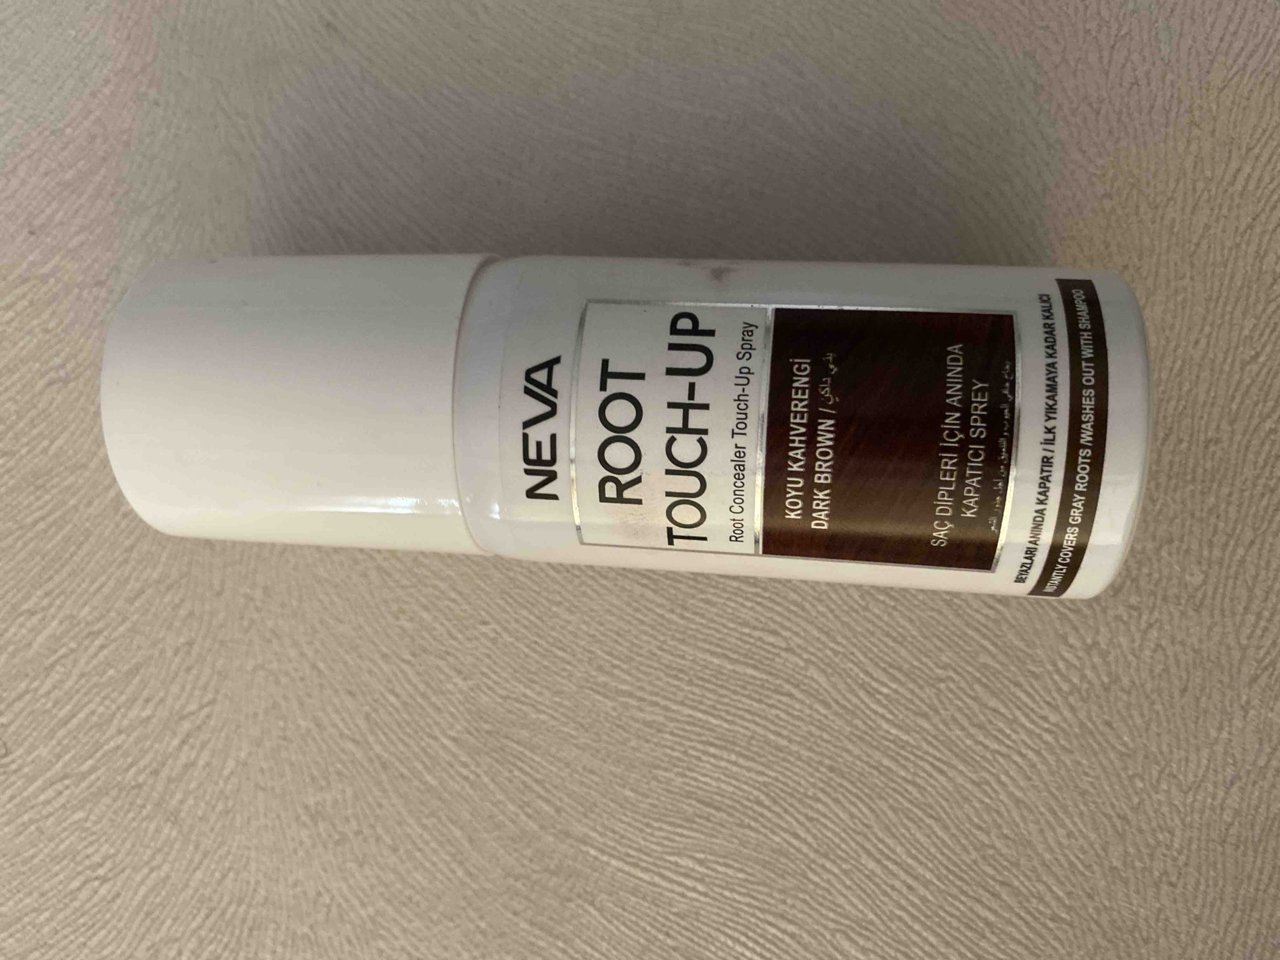 NEVA
ROOT
TOUCH-UP
Root Concealer Touch-Up Spray
KOYU KAHVERENGİ
DARK BROWN /
SAÇ DİPLERİ İÇİN ANINDA
KAPATICI SPREY
BEYAZLARI ANINDA KAPATIR / İLK YIKAMAYA KADAR KALICI
INSTANTLY COVERS GRAY ROOTS /WASHES OUT WITH SHAMPOO